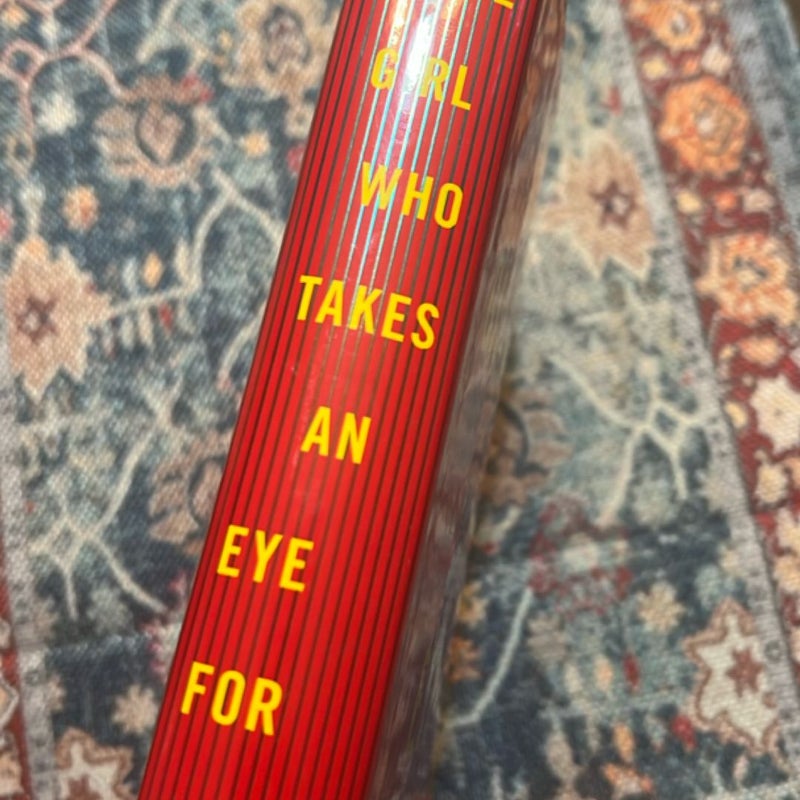 GIRL
WHO
TAKES
AN
EYE
FOR